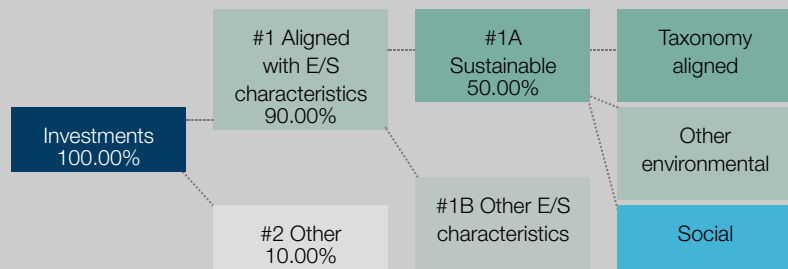 Investments
100.00%
#1 Aligned
with E/S
characteristics
90.00%
#2 Other
10.00%
#1A
Sustainable
50.00%
#1B Other E/S
characteristics
Taxonomy
aligned
Other
environmental
Social